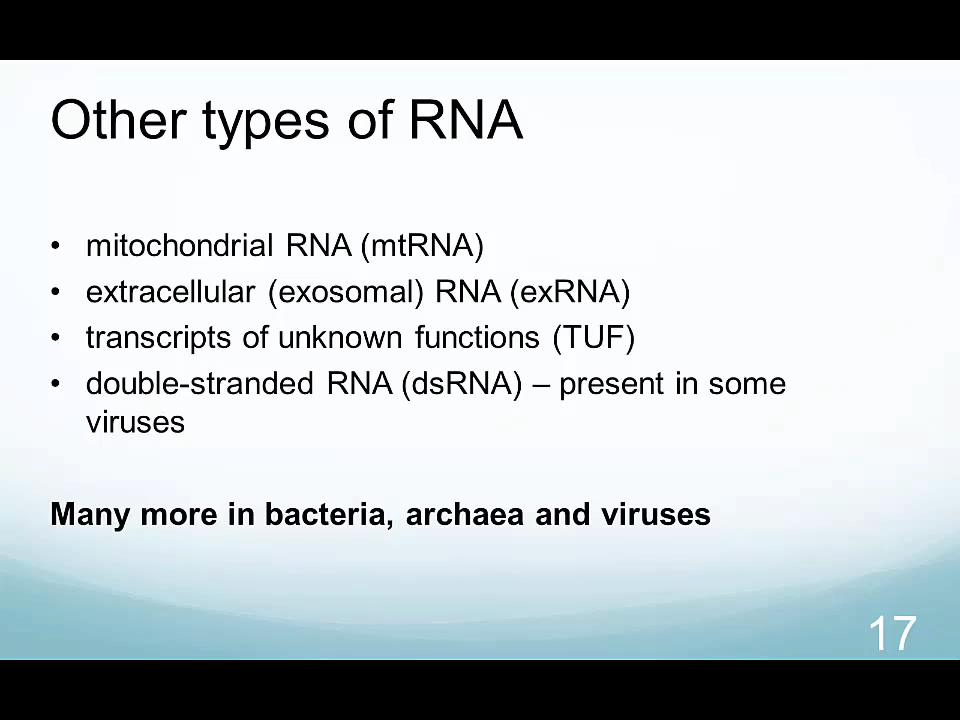 Other types of RNA
• mitochondrial RNA (mtRNA)
• extracellular (exosomal) RNA (exRNA)
• transcripts of unknown functions (TUF)
• double-stranded RNA (dsRNA) – present in some
viruses
Many more in bacteria, archaea and viruses
17